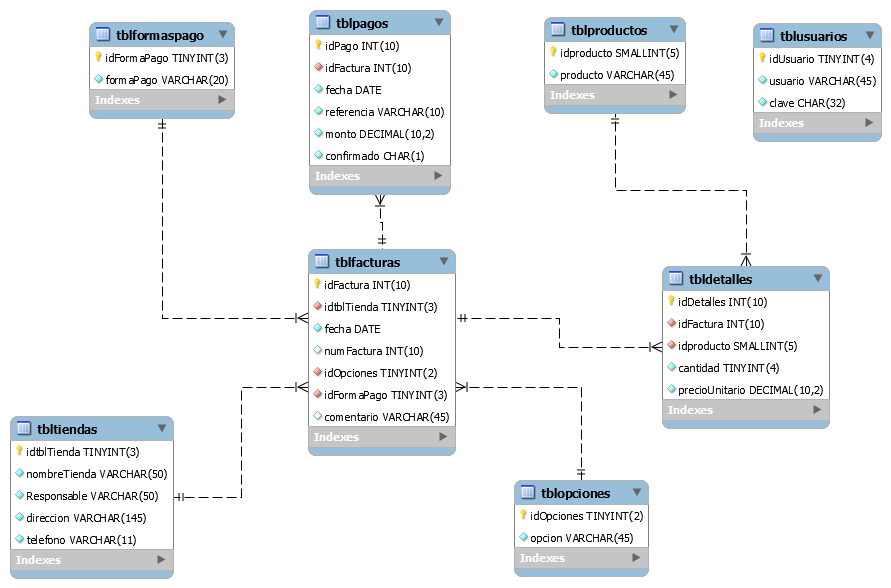 tblformaspago
idFormaPago TINYINT(3)
formaPago VARCHAR(20)
Indexes
tblpagos
idPago INT(10)
idFactura INT(10)
fecha DATE
referencia VARCHAR(10)
monto DECIMAL(10,2)
confirmado CHAR(1)
Indexes
tblproductos
idproducto SMALLINT(5)
producto VARCHAR(45)
Indexes
tblusuarios
idUsuario TINYINT(4)
usuario VARCHAR(45)
clave CHAR(32)
Indexes
tblfacturas
idFactura INT(10)
idtblTienda TINYINT(3)
fecha DATE
numFactura INT(10)
idOpciones TINYINT(2)
idFormaPago TINYINT(3)
comentario VARCHAR(45)
Indexes
tbldetalles
idDetalles INT(10)
idFactura INT(10)
idproducto SMALLINT(5)
cantidad TINYINT(4)
precioUnitario DECIMAL(10,2)
Indexes
tbltiendas
idtblTienda TINYINT(3)
nombreTienda VARCHAR(50)
Responsable VARCHAR(50)
direccion VARCHAR(145)
telefono VARCHAR(11)
Indexes
tblopciones
idOpciones TINYINT(2)
opcion VARCHAR(45)
Indexes